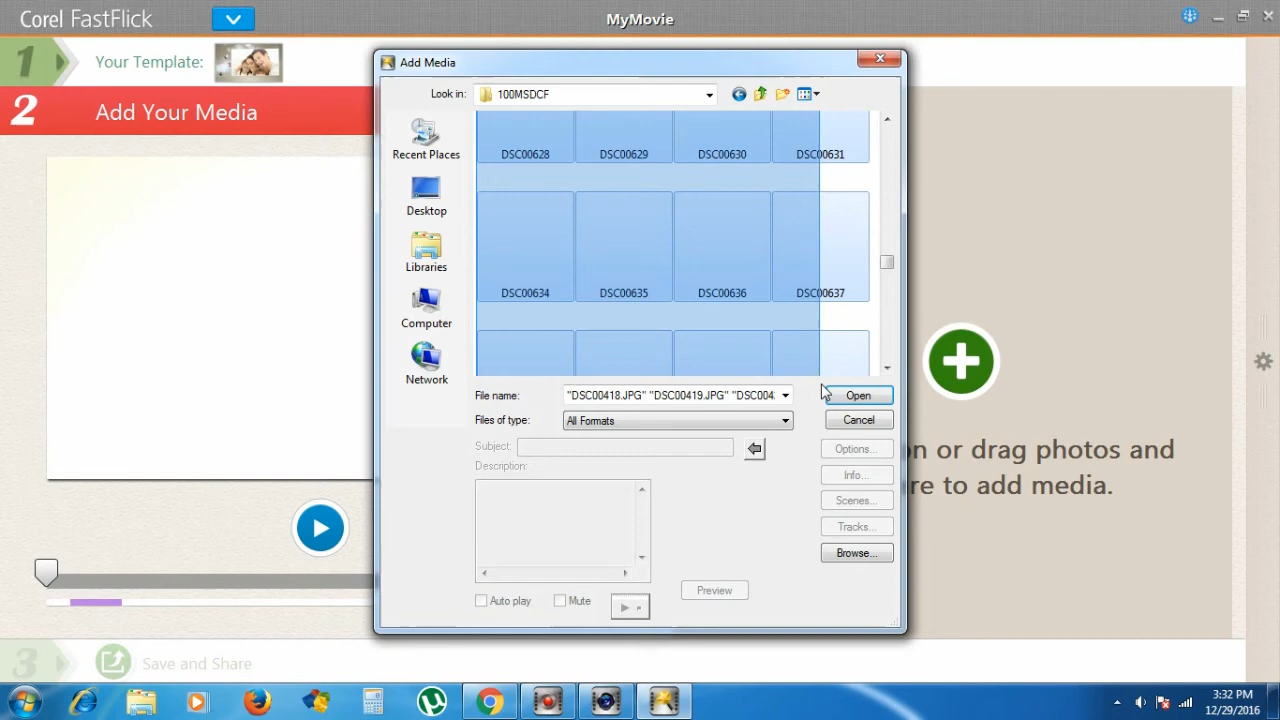 Corel FastFlick
MyMovie
1
Your Template:
2
Add Your Media
Add Media
Look in:
100MSDCF
Recent Places
Desktop
Libraries
Computer
Network
DSC00628
DSC00629
DSC00630
DSC00631
DSC00634
DSC00635
DSC00636
DSC00637
File name:
"DSC00418.JPG" "DSC00419.JPG" "DSC004
Open
Files of type:
All Formats
Cancel
Subject:
Options...
Description:
Info...
Scenes...
Tracks...
Browse...
Preview
Auto play
Mute
on or drag photos and
re to add media.
3
Save and Share
3:32 PM
12/29/2016